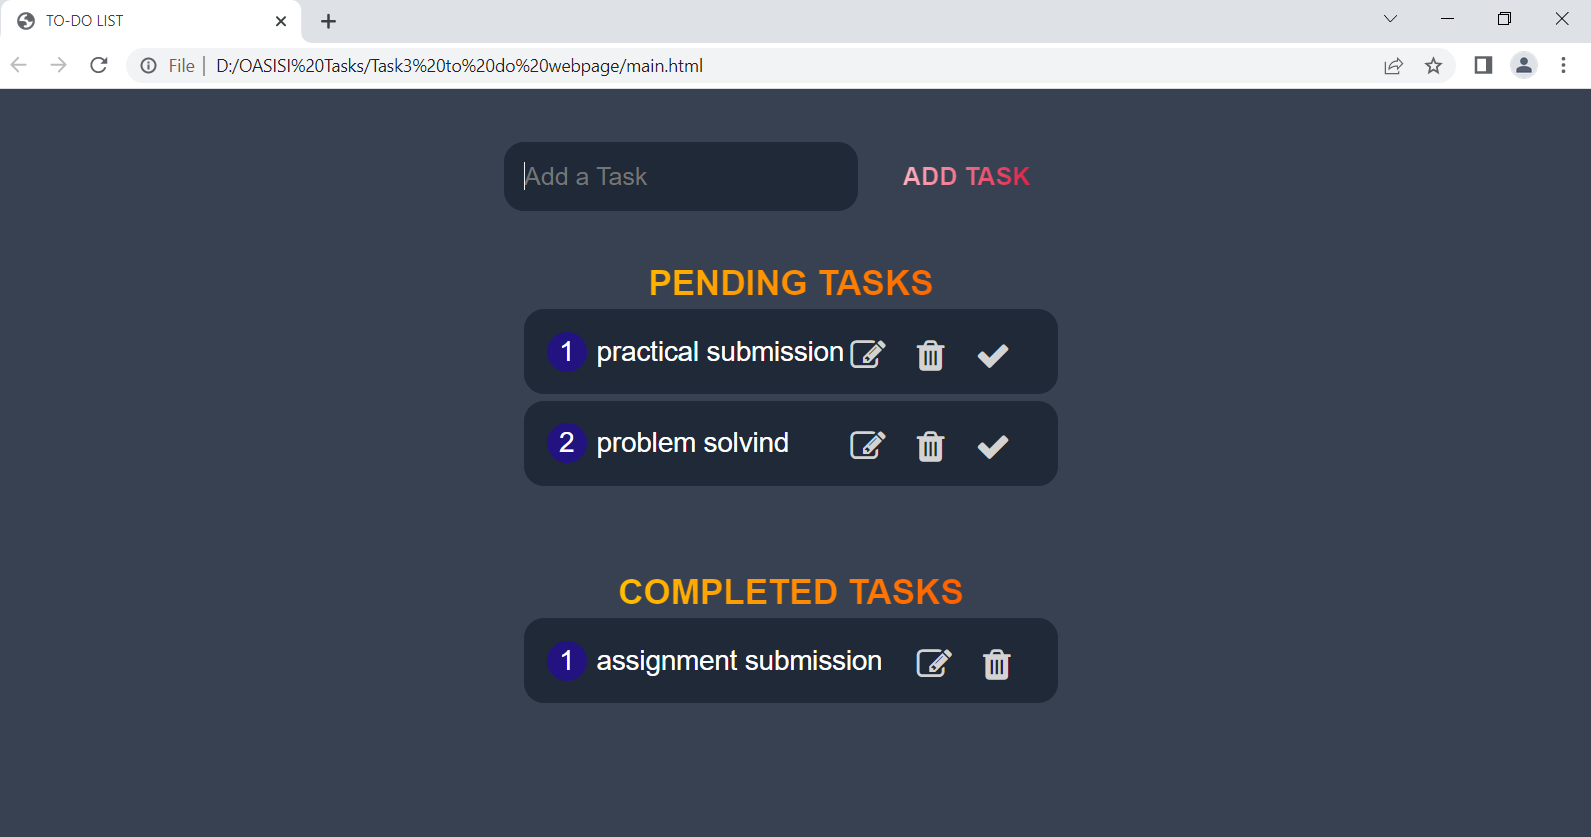 TO-DO LIST
File | D:/OASISI%20Tasks/Task3%20to%20do%20webpage/main.html
Add a Task
ADD TASK
PENDING TASKS
1 practical submission
2 problem solvind
COMPLETED TASKS
1 assignment submission